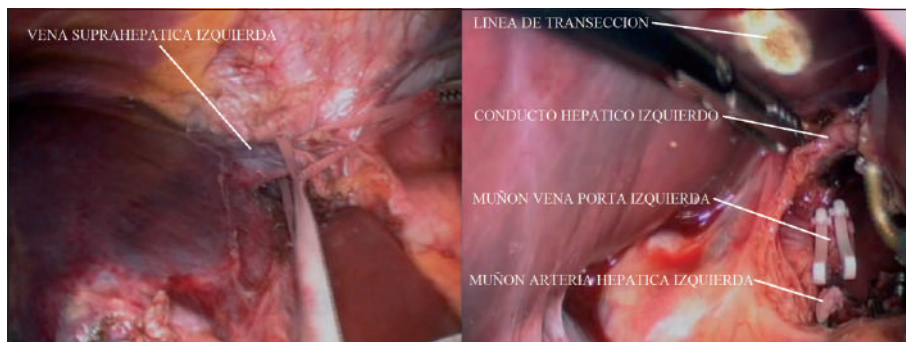 VENA SUPRAHEPATICA IZQUIERDA
LINEA DE TRANSECCION
CONDUCTO HEPATICO IZQUIERDO
MUÑON VENA PORTA IZQUIERDA
MUÑON ARTERIA HEPATICA IZQUIERDA